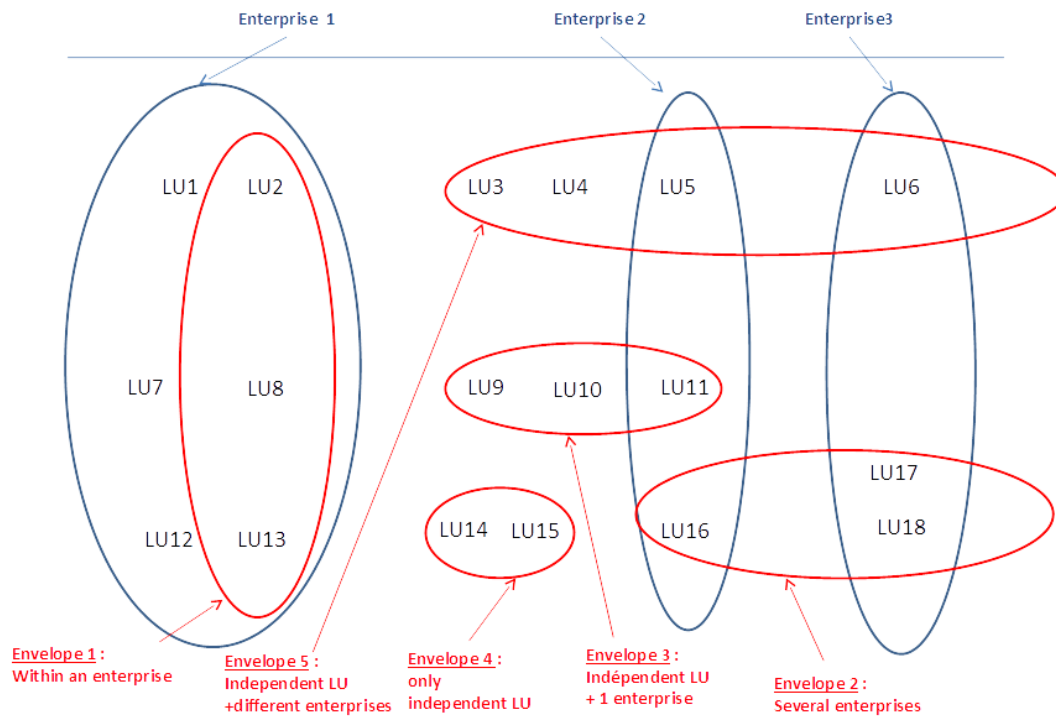 Enterprise 1
Enterprise 2
Enterprise3
LU1
LU2
LU3
LU4
LU5
LU6
LU7
LU8
LU9
LU10
LU11
LU17
LU12
LU13
LU14
LU15
LU16
LU18
Envelope 1 :
Within an enterprise
Envelope 5 :
Independent LU
+different enterprises
Envelope 4 :
only
independent LU
Envelope 3 :
Indépendent LU
+ 1 enterprise
Envelope 2 :
Several enterprises